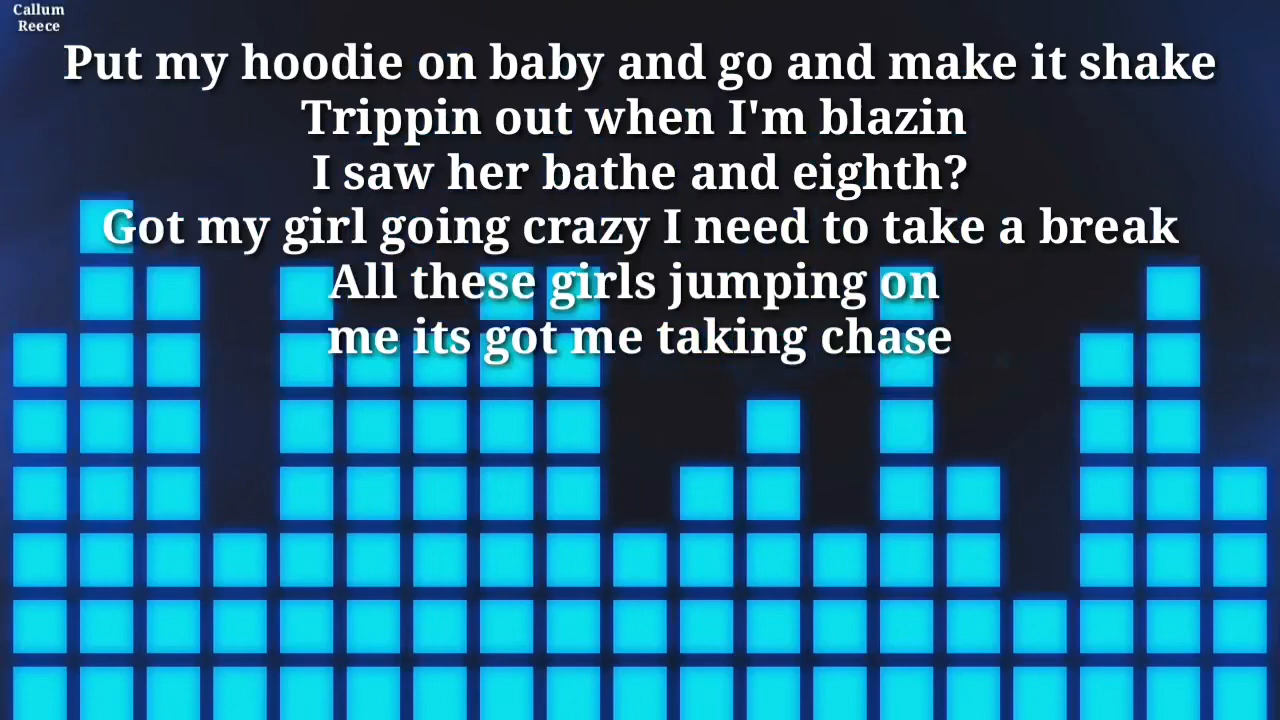 Callum
Reece
Put my hoodie on baby and go and make it shake
Trippin out when I'm blazin
I saw her bathe and eighth?
Got my girl going crazy I need to take a break
All these girls jumping on
me its got me taking chase